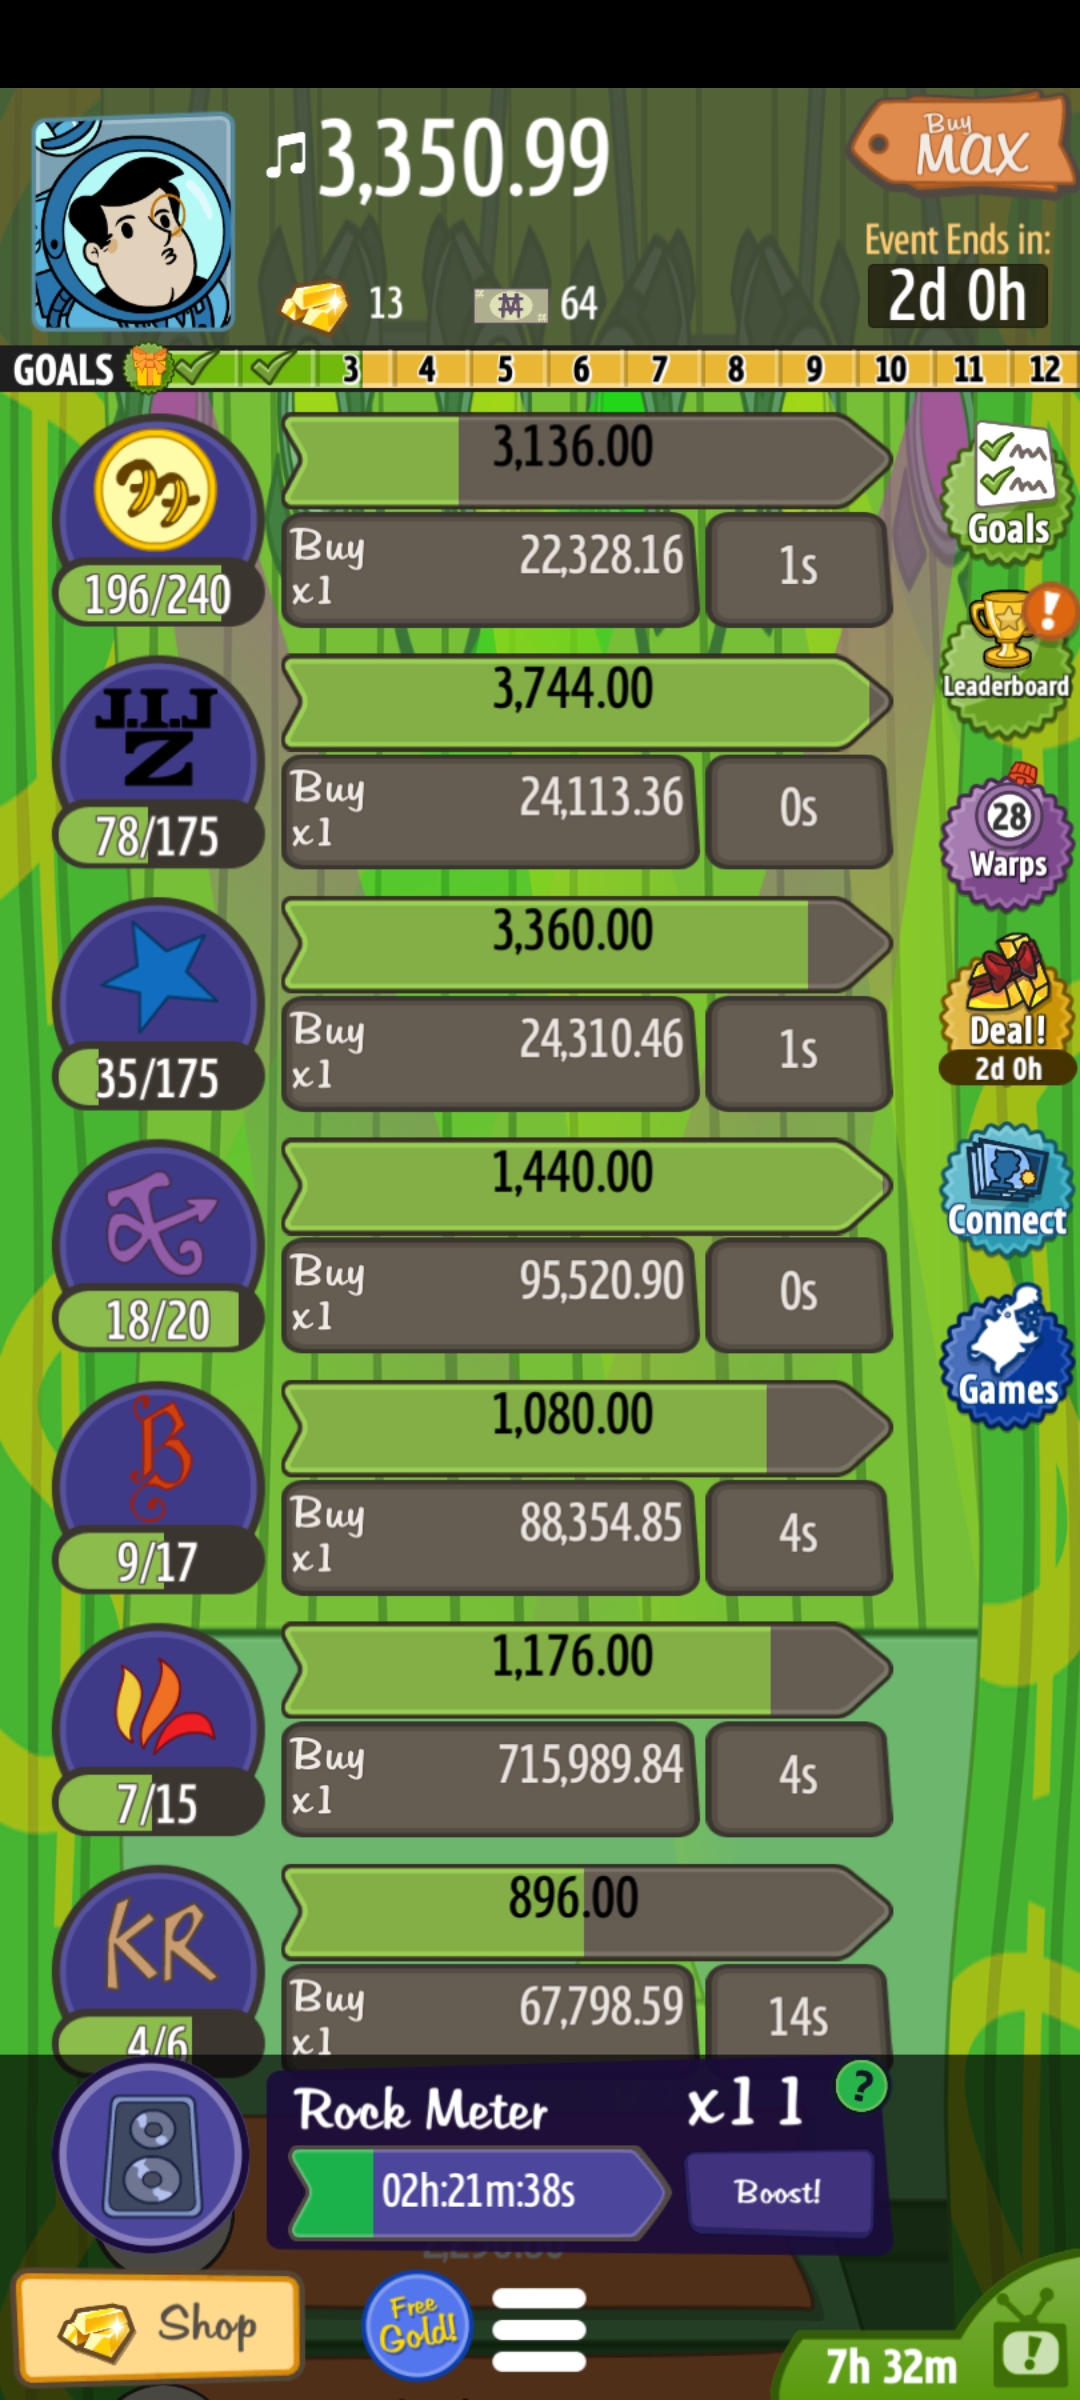 ♫3,350.99
Buy
MAX
13
64
Event Ends in:
2d 0h
GOALS 3 4 5 6 7 8 9 10 11 12
3,136.00
196/240
Buy
x1
22,328.16
1s
Goals
J.I.J
Z
3,744.00
78/175
Buy
x1
24,113.36
0s
!
Leaderboard
3,360.00
35/175
Buy
x1
24,310.46
1s
28
Warps
1,440.00
18/20
Buy
x1
95,520.90
0s
Deal!
2d 0h
B
1,080.00
9/17
Buy
x1
88,354.85
4s
Connect
1,176.00
7/15
Buy
x1
715,989.84
4s
Games
KR
896.00
4/6
Buy
x1
67,798.59
14s
Rock Meter
x11
?
02h:21m:38s
Boost!
Shop
Free
Gold!
7h 32m
!